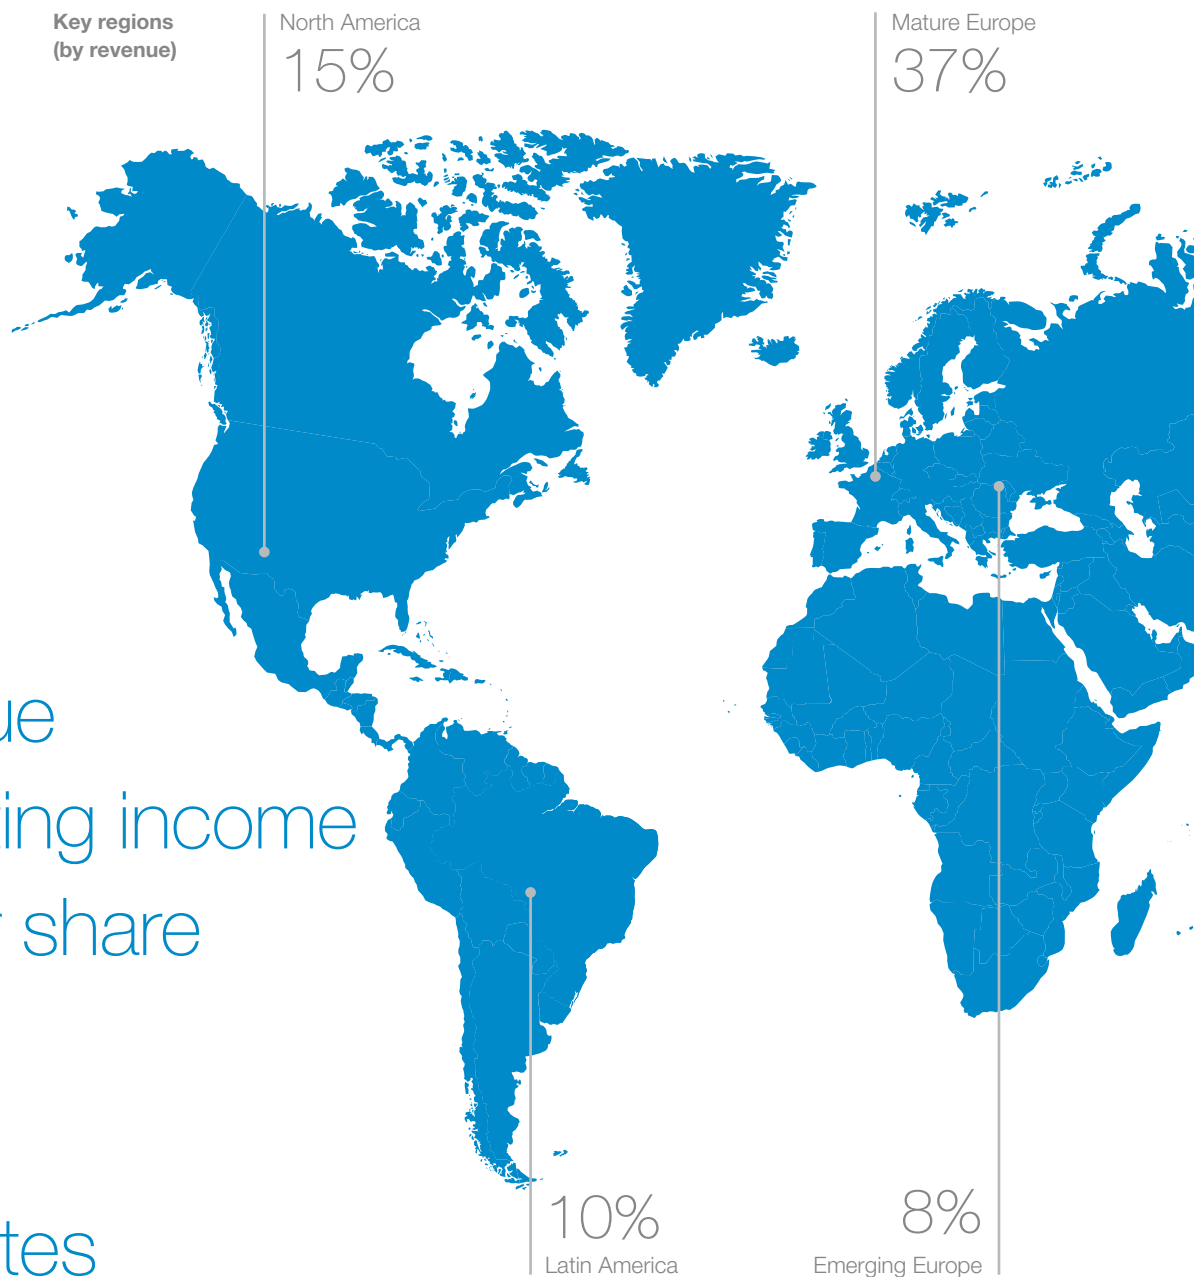 Key regions
(by revenue)
North America
15%
Mature Europe
37%
ue
ting income
share
tes
10%
Latin America
8%
Emerging Europe